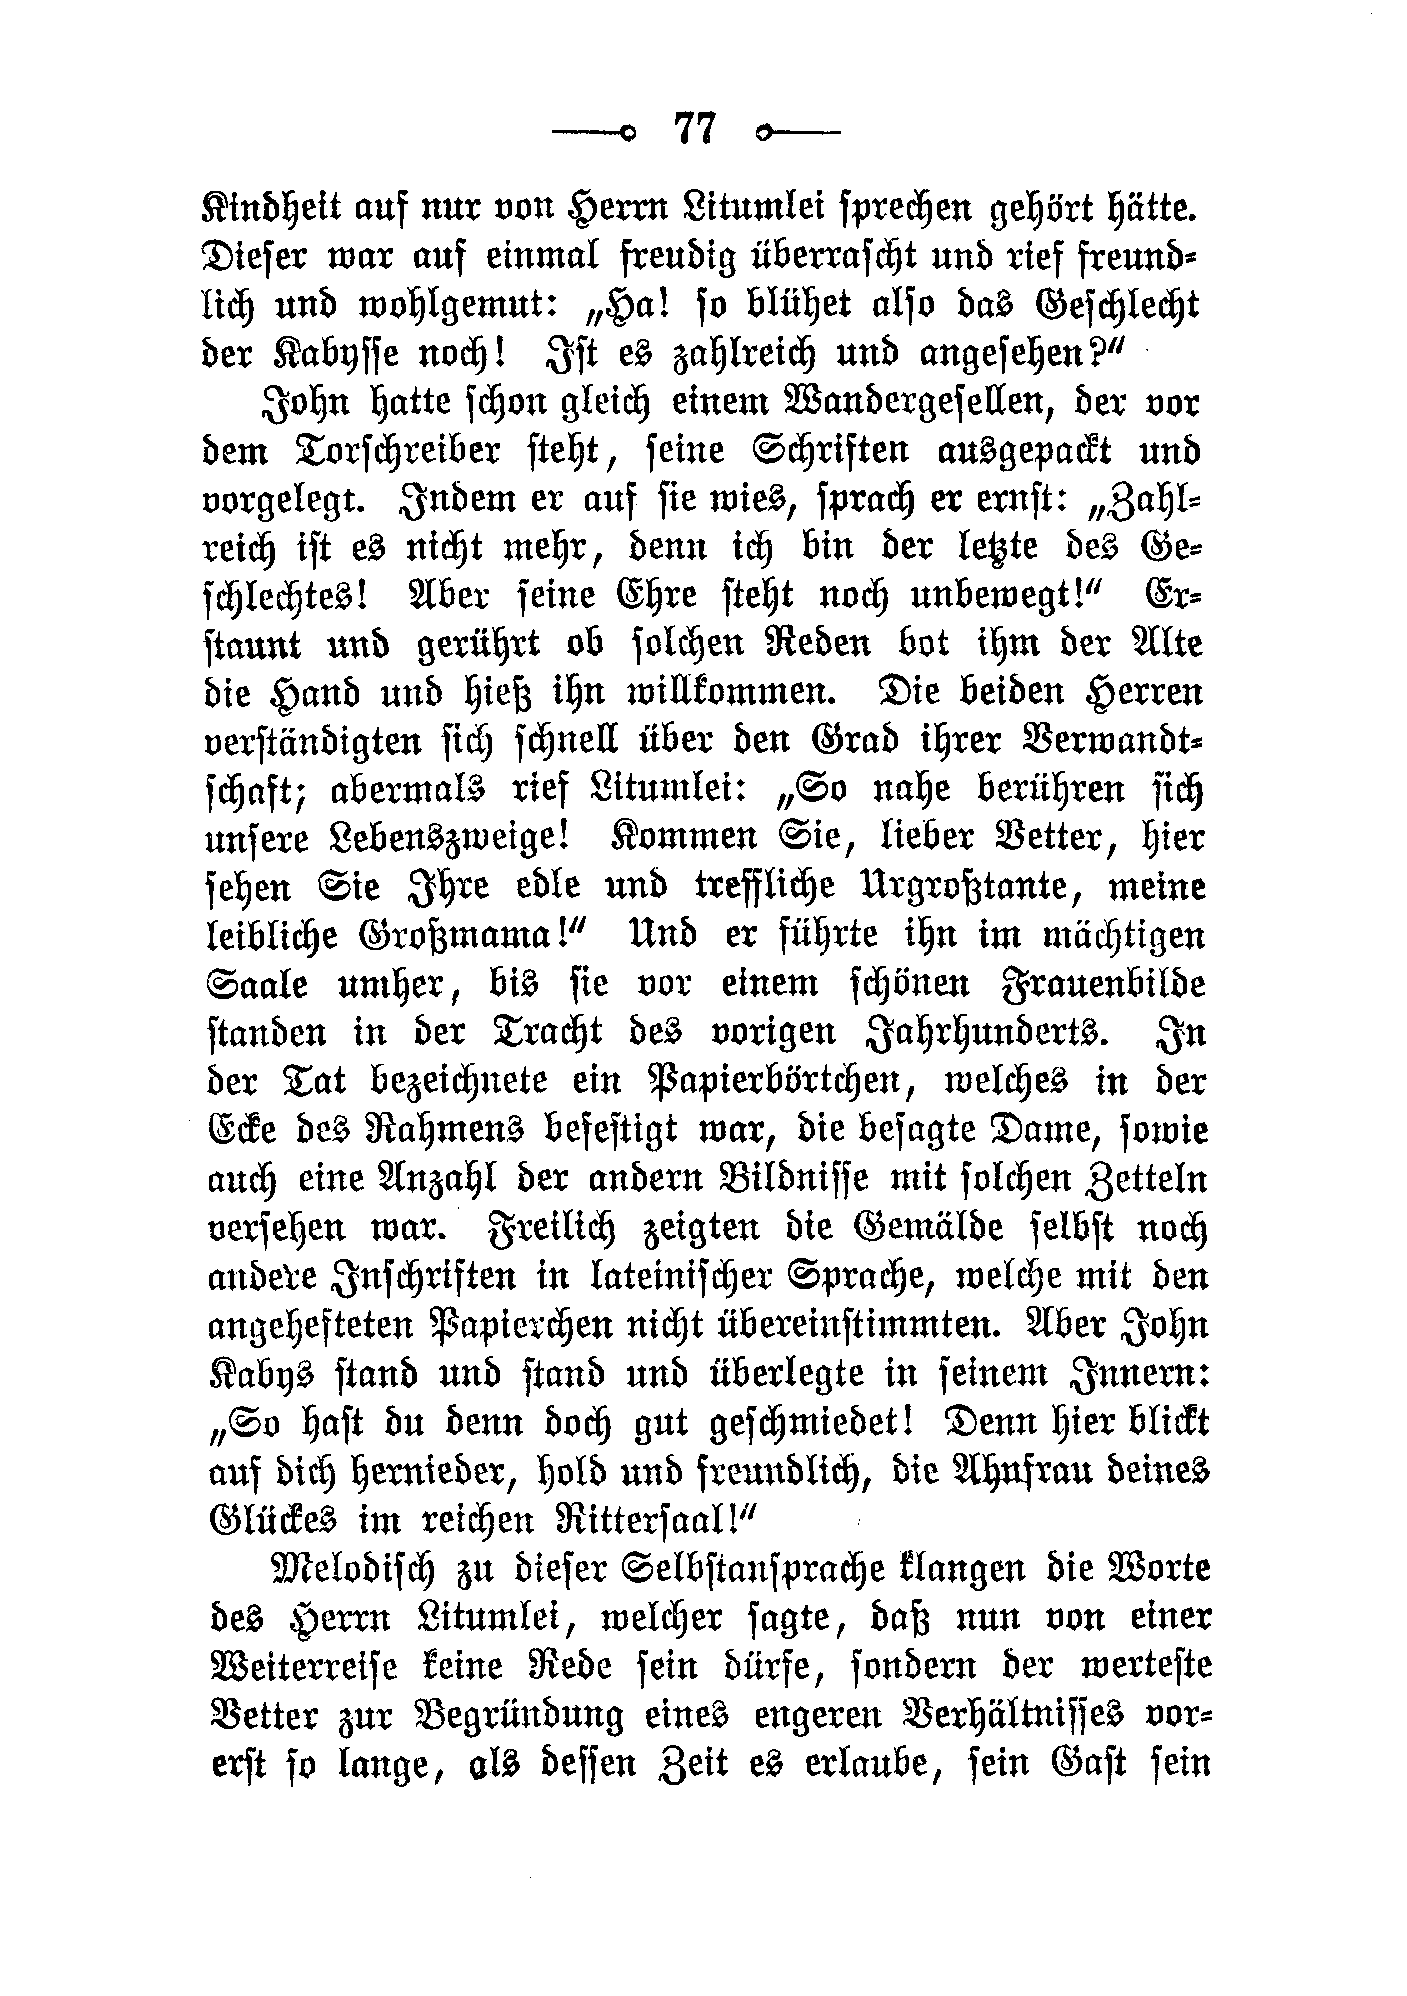 77
Kindheit auf nur von Herrn Litumlei sprechen gehört hätte.
Dieser war auf einmal freudig überrascht und rief freund-
lich und wohlgemut: „Ha! so blühet also das Geschlecht
der Kabysse noch! Ist es zahlreich und angesehen?“
John hatte schon gleich einem Wandergesellen, der vor
dem Torschreiber steht, seine Schriften ausgepackt und
vorgelegt. Indem er auf sie wies, sprach er ernst: „Zahl-
reich ist es nicht mehr, denn ich bin der letzte des Ge-
schlechtes! Aber seine Ehre steht noch unbewegt!“ Er-
staunt und gerührt ob solchen Reden bot ihm der Alte
die Hand und hieß ihn willkommen. Die beiden Herren
verständigten sich schnell über den Grad ihrer Verwandt-
schaft; abermals rief Litumlei: „So nahe berühren sich
unsere Lebenszweige! Kommen Sie, lieber Vetter, hier
sehen Sie Ihre edle und treffliche Urgroßtante, meine
leibliche Großmama!“ Und er führte ihn im mächtigen
Saale umher, bis sie vor einem schönen Frauenbilde
standen in der Tracht des vorigen Jahrhunderts. In
der Tat bezeichnete ein Papierbörtchen, welches in der
Ecke des Rahmens befestigt war, die besagte Dame, sowie
auch eine Anzahl der andern Bildnisse mit solchen Zetteln
versehen war. Freilich zeigten die Gemälde selbst noch
andere Inschriften in lateinischer Sprache, welche mit den
angehefteten Papierchen nicht übereinstimmten. Aber John
Kabys stand und stand und überlegte in seinem Innern:
„So hast du denn doch gut geschmiedet! Denn hier blickt
auf dich hernieder, hold und freundlich, die Ahnfrau deines
Glückes im reichen Rittersaal!“
Melodisch zu dieser Selbstansprache klangen die Worte
des Herrn Litumlei, welcher sagte, daß nun von einer
Weiterreise keine Rede sein dürfe, sondern der werteste
Vetter zur Begründung eines engeren Verhältnisses vor-
erst so lange, als dessen Zeit es erlaube, sein Gast sein